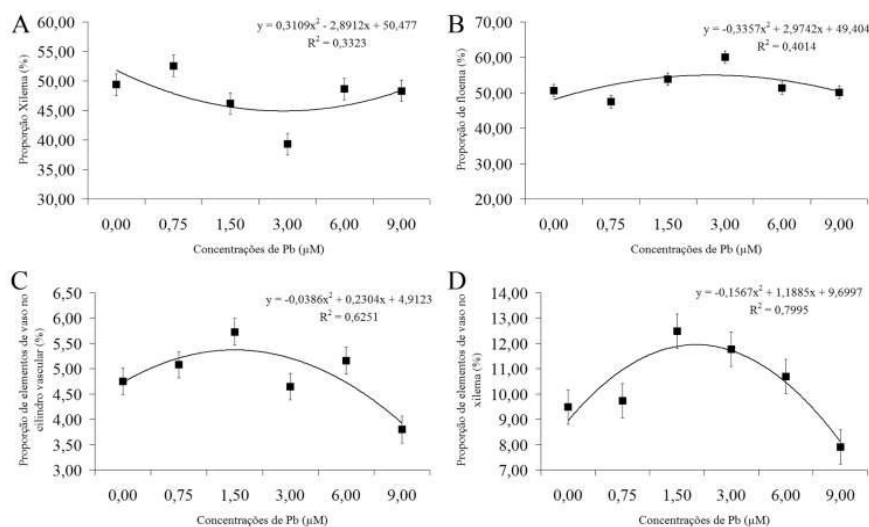 A
y = 0,3109x² - 2,8912x + 50,477
R² = 0,3323
Proporção Xilema (%)
60,00
55,00
50,00
45,00
40,00
35,00
30,00
0,00 0,75 1,50 3,00 6,00 9,00
Concentrações de Pb (µM)
B
y = -0,3357x² + 2,9742x + 49,404
R² = 0,4014
Proporção de floema (%)
70,00
60,00
50,00
40,00
30,00
20,00
0,00 0,75 1,50 3,00 6,00 9,00
Concentrações de Pb (µM)
C
y = -0,0386x² + 0,2304x + 4,9123
R² = 0,6251
Proporção de elementos de vaso no
cilindro vascular (%)
6,50
6,00
5,50
5,00
4,50
4,00
3,50
3,00
0,00 0,75 1,50 3,00 6,00 9,00
Concentrações de Pb (µM)
D
y = -0,1567x² + 1,1885x + 9,6997
R² = 0,7995
Proporção de elementos de vaso no
xilema (%)
14,00
13,00
12,00
11,00
10,00
9,00
8,00
7,00
0,00 0,75 1,50 3,00 6,00 9,00
Concentrações de Pb (µM)